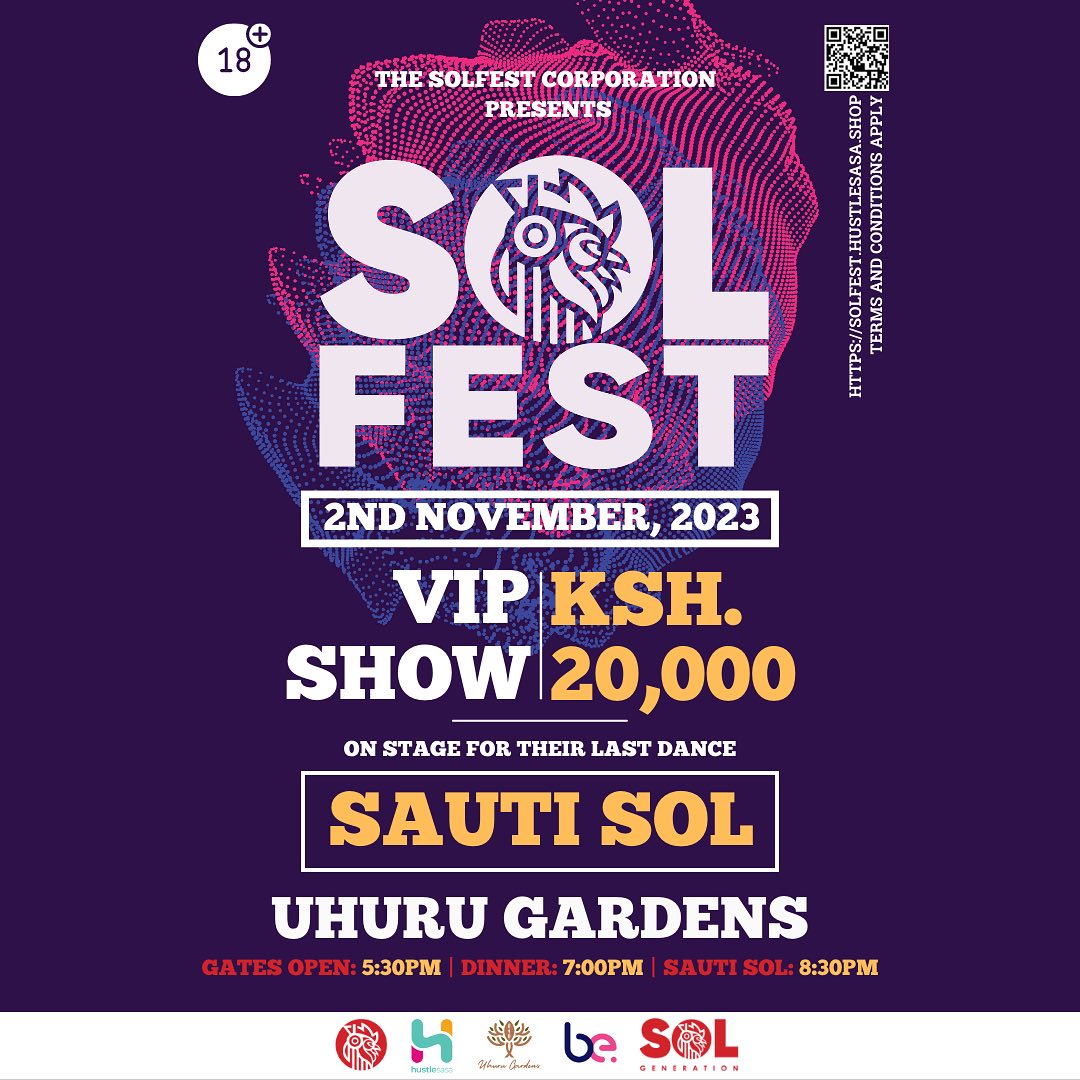 18+
THE SOLFEST CORPORATION
PRESENTS
SOL
FEST
HTTPS://SOLFEST.HUSTLESASA.SHOP
TERMS AND CONDITIONS APPLY
2ND NOVEMBER, 2023
VIP
SHOW
KSH.
20,000
ON STAGE FOR THEIR LAST DANCE
SAUTI SOL
UHURU GARDENS
GATES OPEN: 5:30PM | DINNER: 7:00PM | SAUTI SOL: 8:30PM
hustlesasa
Uhuru Gardens
be.
SOL
GENERATION